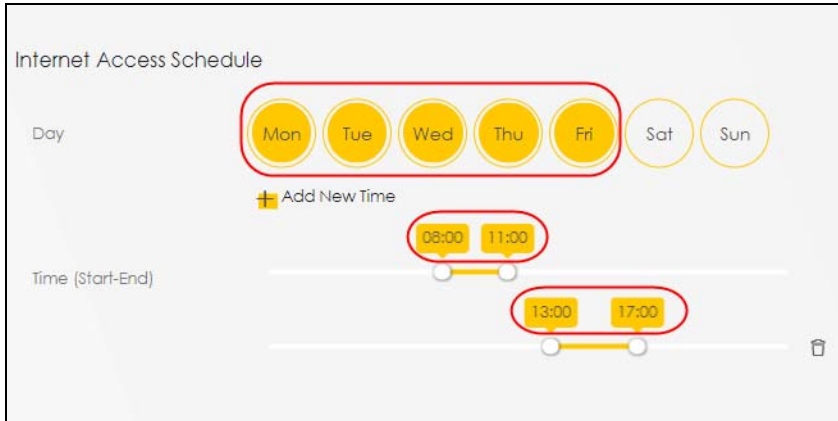 Internet Access Schedule
Day Mon Tue Wed Thu Fri Sat Sun
Add New Time
08:00 11:00
Time (Start-End)
13:00 17:00